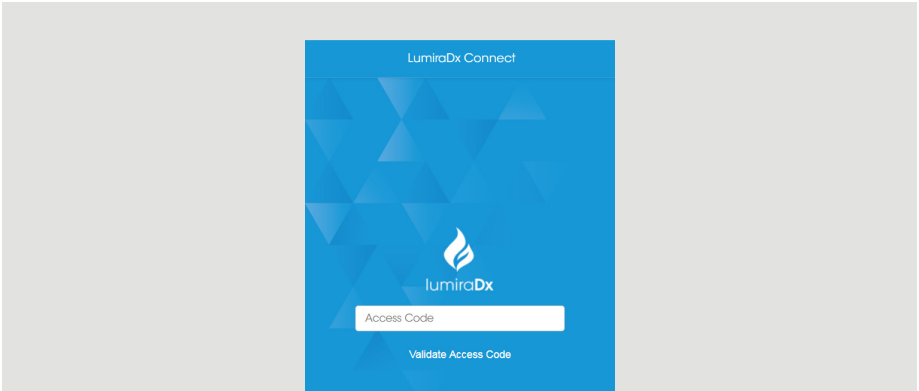 LumiraDx Connect
lumiraDx
Access Code
Validate Access Code